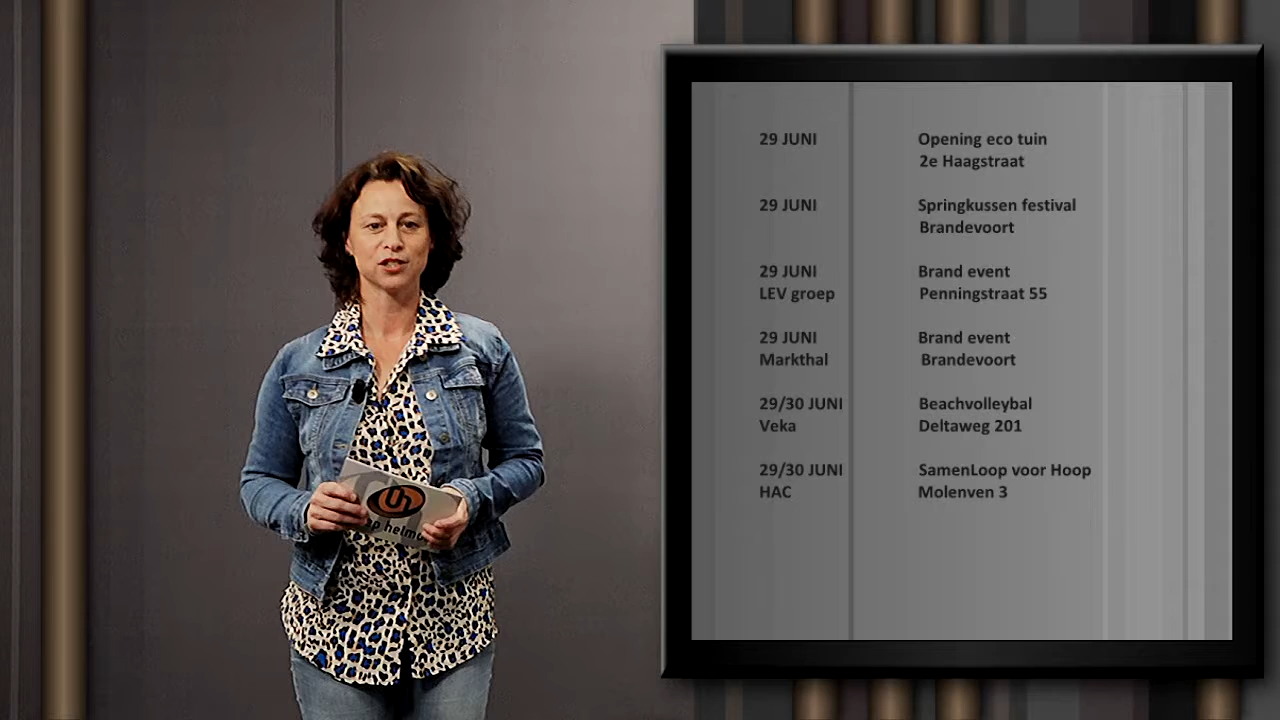 29 JUNI Opening eco tuin
2e Haagstraat
29 JUNI Springkussen festival
Brandevoort
29 JUNI Brand event
LEV groep Penningstraat 55
29 JUNI Brand event
Markthal Brandevoort
29/30 JUNI Beachvolleybal
Veka Deltaweg 201
29/30 JUNI SamenLoop voor Hoop
HAC Molenven 3